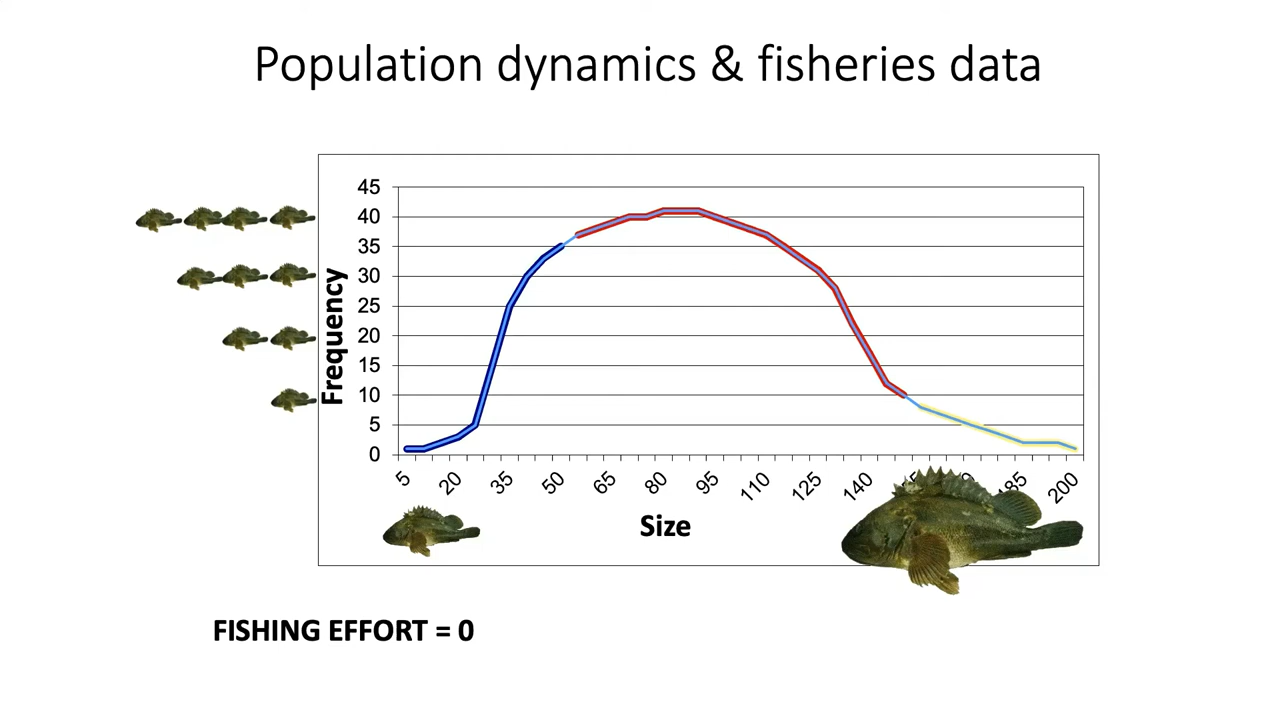 Population dynamics & fisheries data
45
40
35
30
25
20
15
10
5
0
Frequency
5 20 35 50 65 80 95 110 125 140 200
Size
FISHING EFFORT = 0